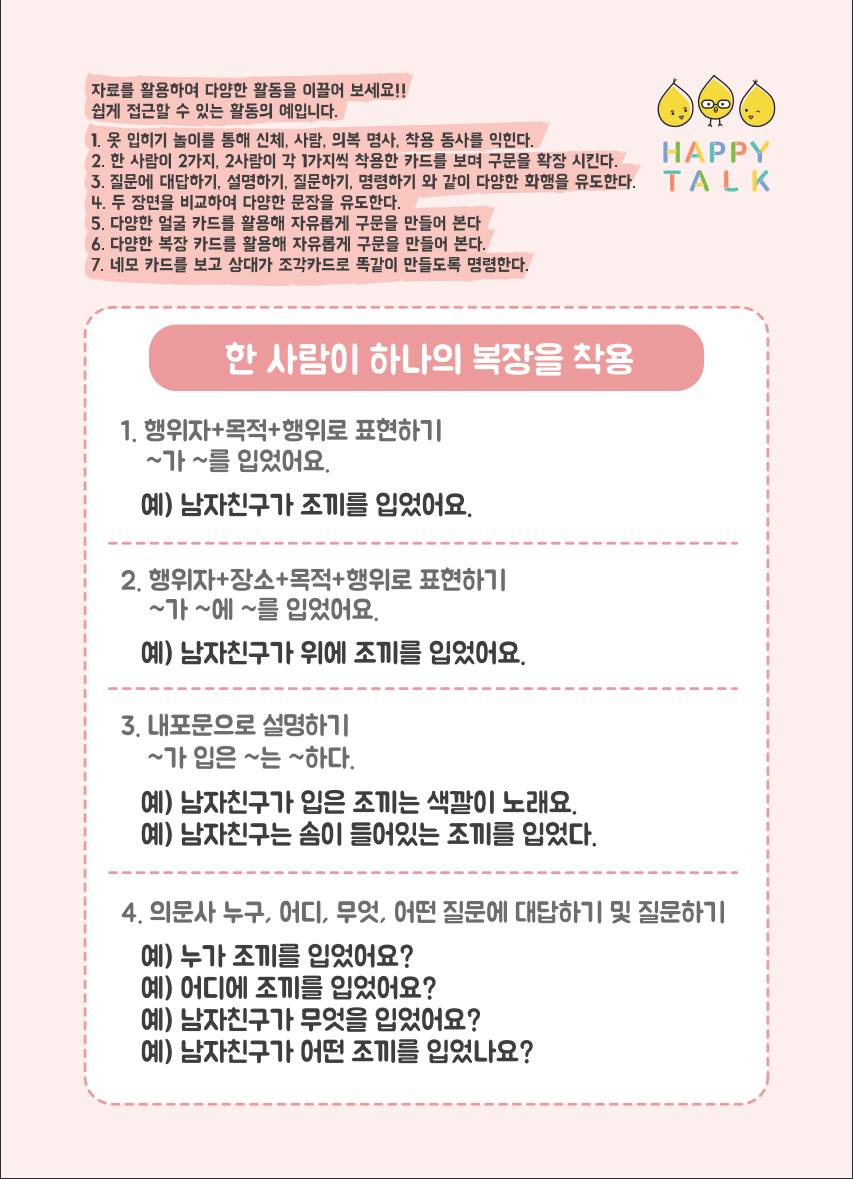 자료를 활용하여 다양한 활동을 이끌어 보세요!!
쉽게 접근할 수 있는 활동의 예입니다.
1. 옷 입히기 놀이를 통해 신체, 사람, 의복 명사, 착용 동사를 익힌다.
2. 한 사람이 2가지, 2사람이 각 1가지씩 착용한 카드를 보며 구문을 확장 시킨다.
3. 질문에 대답하기, 설명하기, 질문하기, 명령하기 와 같이 다양한 화행을 유도한다.
4. 두 장면을 비교하여 다양한 문장을 유도한다.
5. 다양한 얼굴 카드를 활용해 자유롭게 구문을 만들어 본다
6. 다양한 복장 카드를 활용해 자유롭게 구문을 만들어 본다.
7. 네모 카드를 보고 상대가 조각카드로 똑같이 만들도록 명령한다.
HAPPY
TALK
한 사람이 하나의 복장을 착용
1. 행위자+목적+행위로 표현하기
~가 ~를 입었어요.
예) 남자친구가 조끼를 입었어요.
2. 행위자+장소+목적+행위로 표현하기
~가 ~에 ~를 입었어요.
예) 남자친구가 위에 조끼를 입었어요.
3. 내포문으로 설명하기
~가 입은 ~는 ~하다.
예) 남자친구가 입은 조끼는 색깔이 노래요.
예) 남자친구는 솜이 들어있는 조끼를 입었다.
4. 의문사 누구, 어디, 무엇, 어떤 질문에 대답하기 및 질문하기
예) 누가 조끼를 입었어요?
예) 어디에 조끼를 입었어요?
예) 남자친구가 무엇을 입었어요?
예) 남자친구가 어떤 조끼를 입었나요?